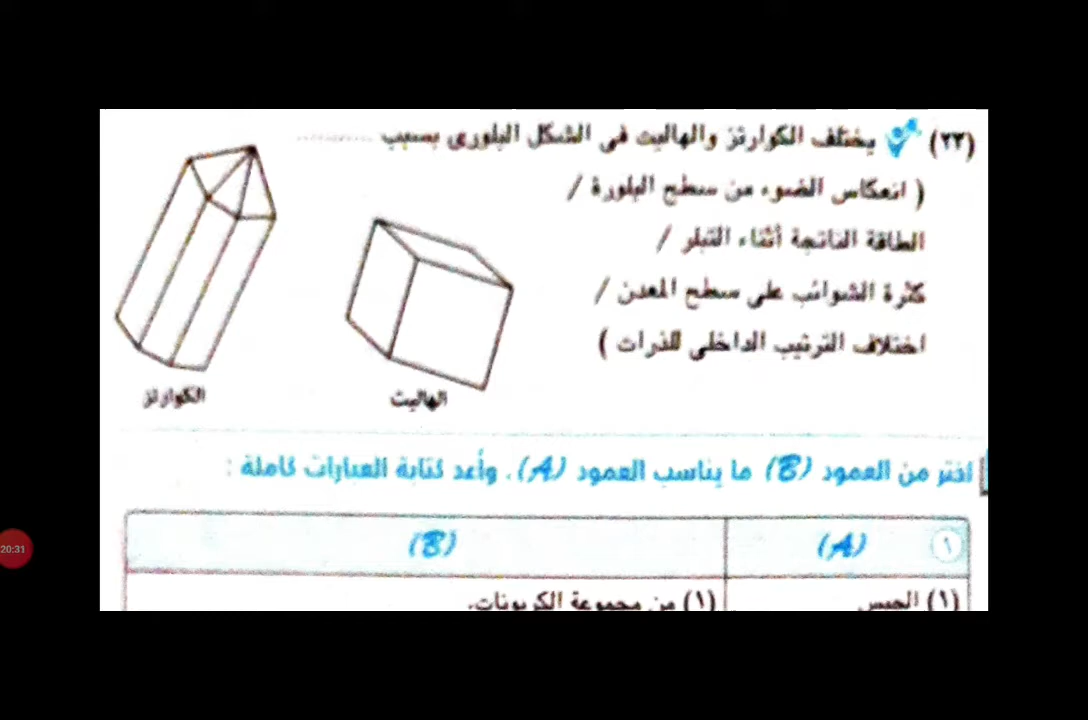 (٢٣) يختلف الكوارتز والهاليت فى الشكل البلورى بسبب ............
( انعكاس الضوء من سطح البلورة /
الطاقة الناتجة أثناء التبلر /
كثرة الشوائب على سطح المعدن /
اختلاف الترتيب الداخلى للذرات )
الكوارتز
الهاليت
اختر من العمود (B) ما يناسب العمود (A)، وأعد كتابة العبارات كاملة :
١ (A) (B)
(١) الجبس (١) من مجموعة الكربونات.
20:31